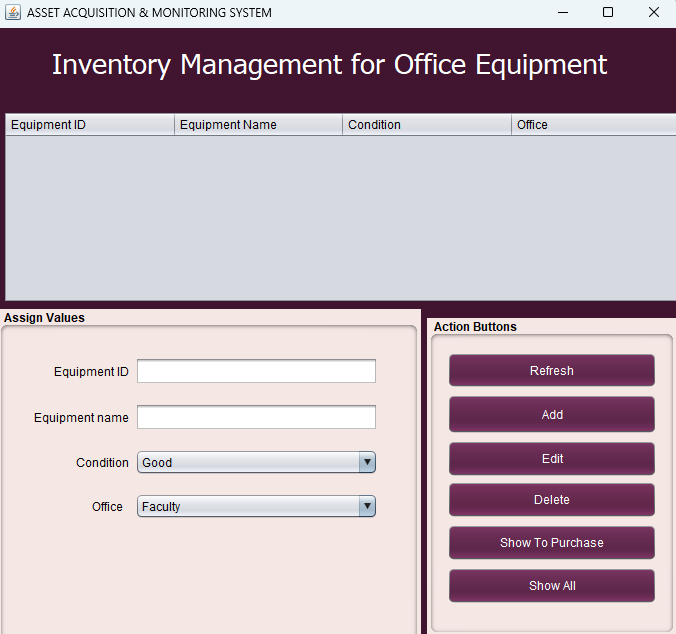 ASSET ACQUISITION & MONITORING SYSTEM
Inventory Management for Office Equipment
Equipment ID Equipment Name Condition Office
Assign Values
Equipment ID
Equipment name
Condition Good
Office Faculty
Action Buttons
Refresh
Add
Edit
Delete
Show To Purchase
Show All